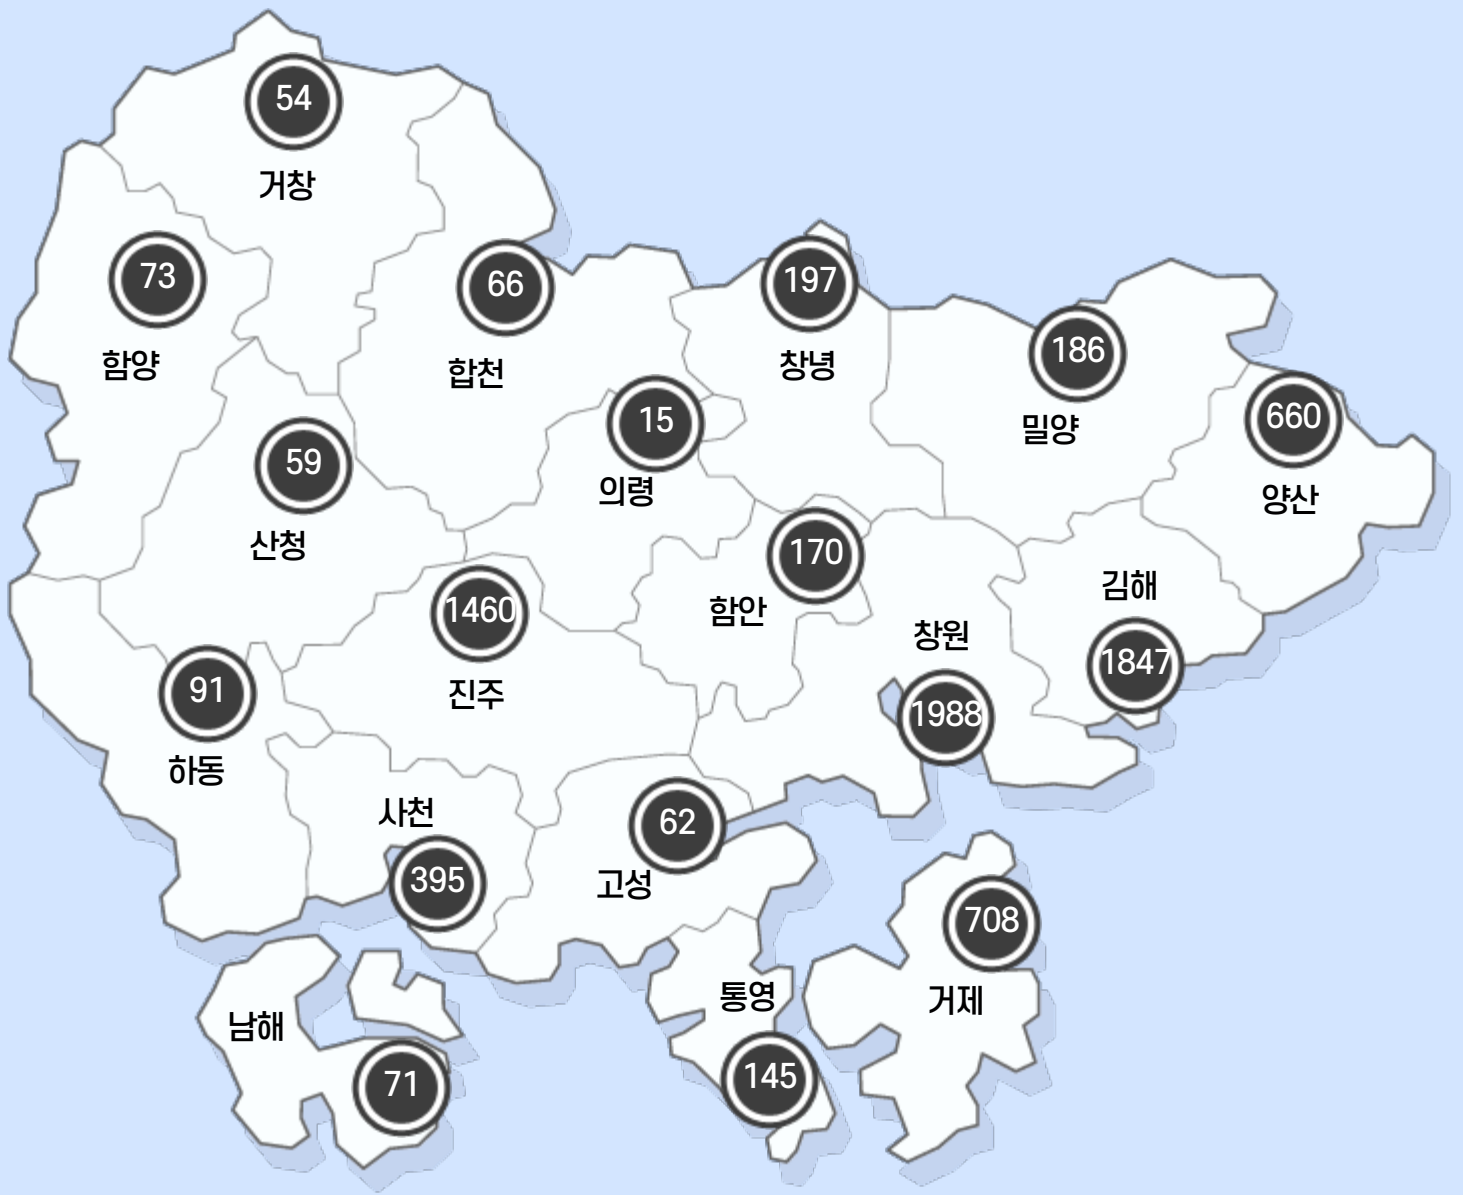 54
거창
73
함양
66
합천
197
창녕
186
밀양
660
양산
15
의령
59
산청
170
함안
1460
진주
김해
1847
창원
1988
91
하동
사천
395
62
고성
708
거제
통영
145
남해
71